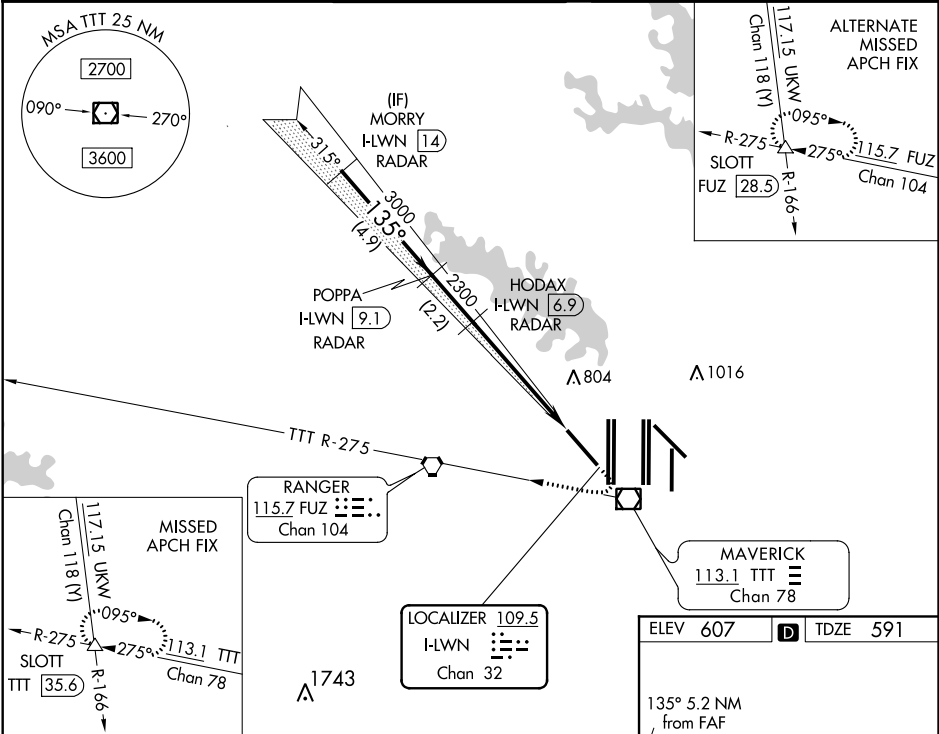 MSA TTT 25 NM
2700
090°
270°
3600
(IF)
MORRY
I-LWN 14
RADAR
315°
3000
135°
(4.9)
2300
(2.2)
POPPA
I-LWN 9.1
RADAR
HODAX
I-LWN 6.9
RADAR
804
1016
ALTERNATE
MISSED
APCH FIX
117.15 UKW
Chan 118 (Y)
095°
R-275
275°
115.7 FUZ
Chan 104
SLOTT
FUZ 28.5
R-166
TTT R-275
RANGER
115.7 FUZ
Chan 104
MAVERICK
113.1 TTT
Chan 78
LOCALIZER 109.5
I-LWN
Chan 32
MISSED
APCH FIX
117.15 UKW
Chan 118 (Y)
095°
R-275
275°
113.1 TTT
Chan 78
SLOTT
TTT 35.6
R-166
1743
ELEV 607 D TDZE 591
135° 5.2 NM
from FAF